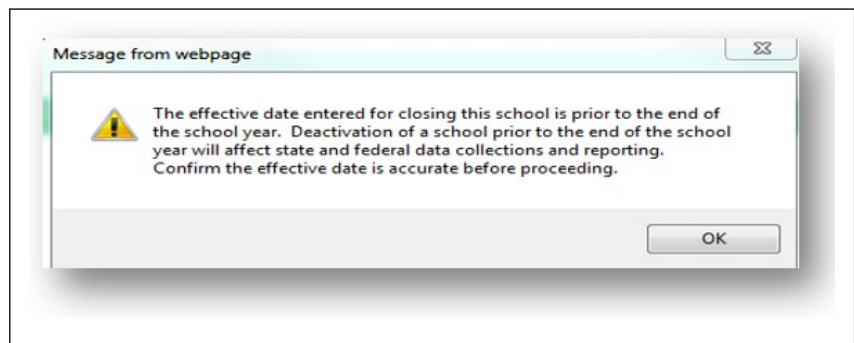 Message from webpage
The effective date entered for closing this school is prior to the end of
the school year. Deactivation of a school prior to the end of the school
year will affect state and federal data collections and reporting.
Confirm the effective date is accurate before proceeding.
OK